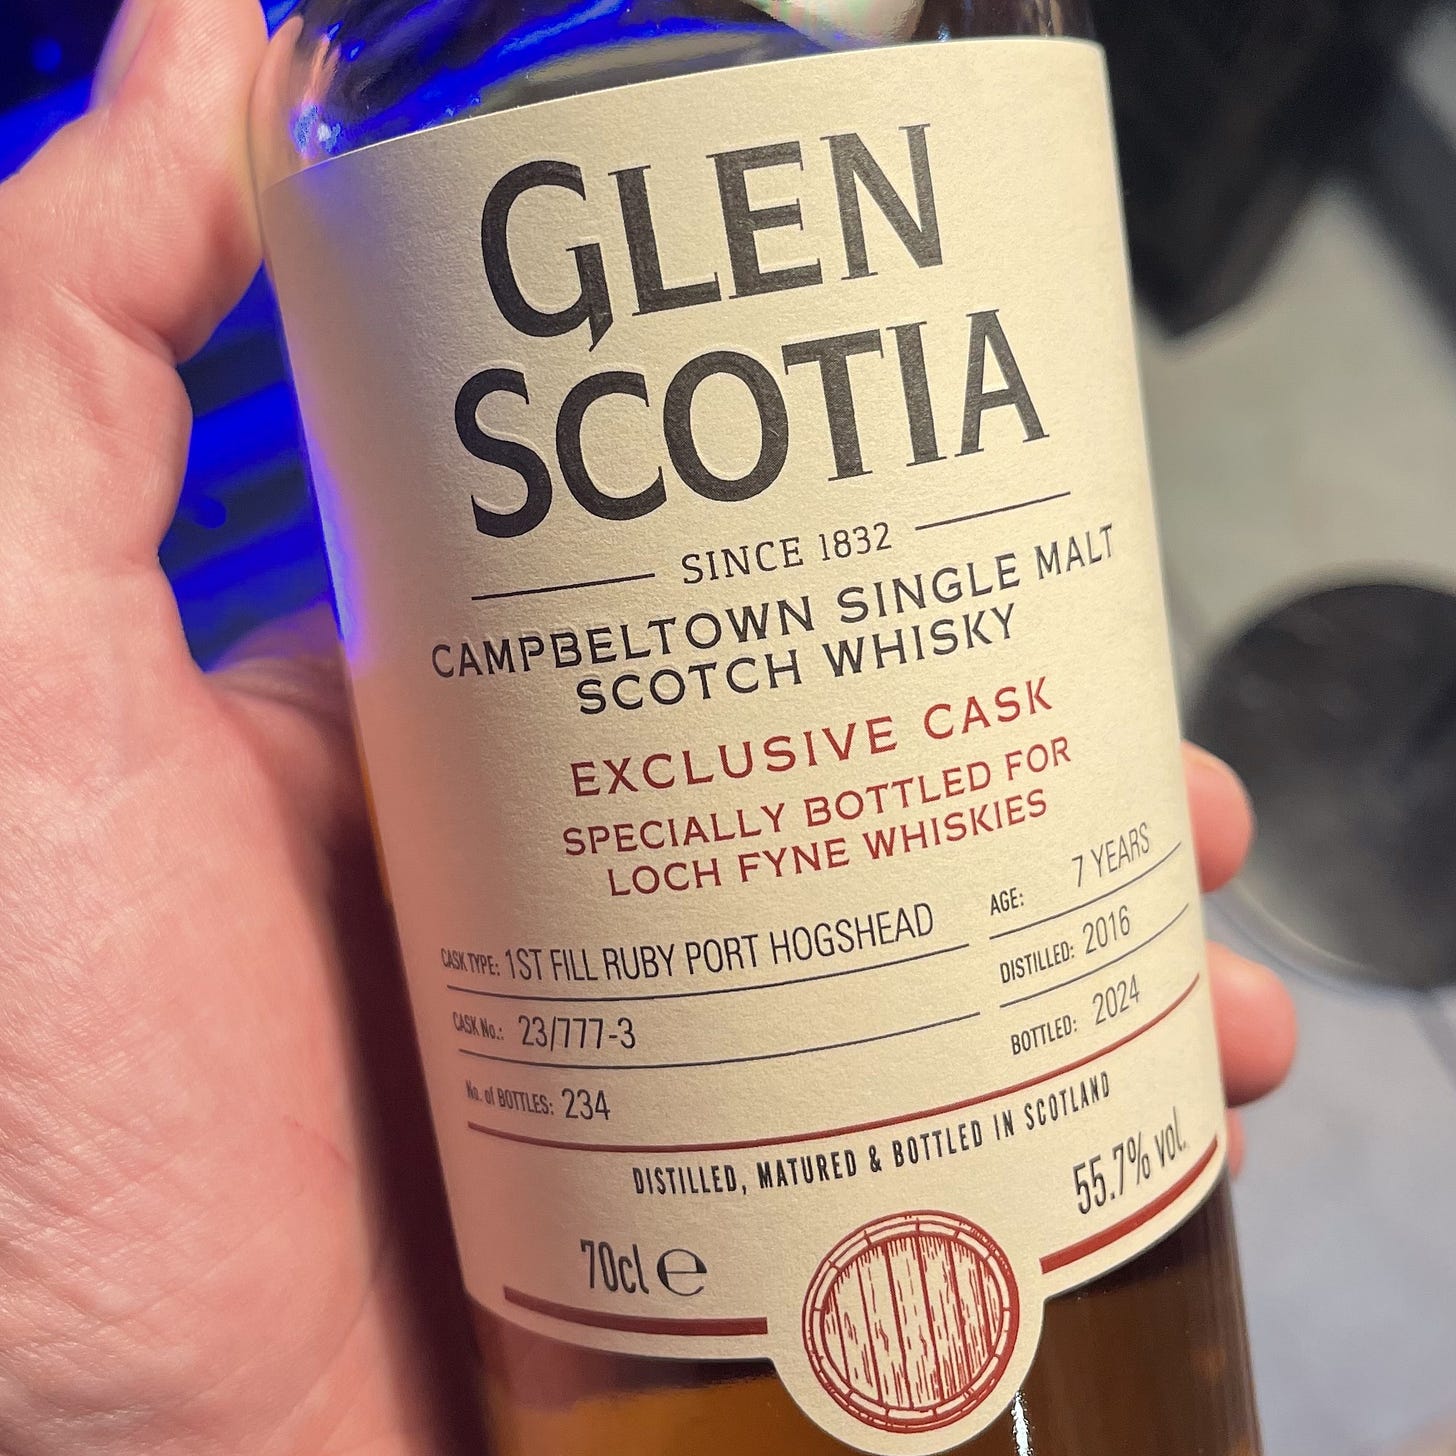 GLEN
SCOTIA
SINCE 1832
CAMPBELTOWN SINGLE MALT
SCOTCH WHISKY
EXCLUSIVE CASK
SPECIALLY BOTTLED FOR
LOCH FYNE WHISKIES
CASK TYPE: 1ST FILL RUBY PORT HOGSHEAD
CASK No.: 23/777-3
No. of BOTTLES: 234
AGE: 7 YEARS
DISTILLED: 2016
BOTTLED: 2024
DISTILLED, MATURED & BOTTLED IN SCOTLAND
70cl ℮
55.7% vol.